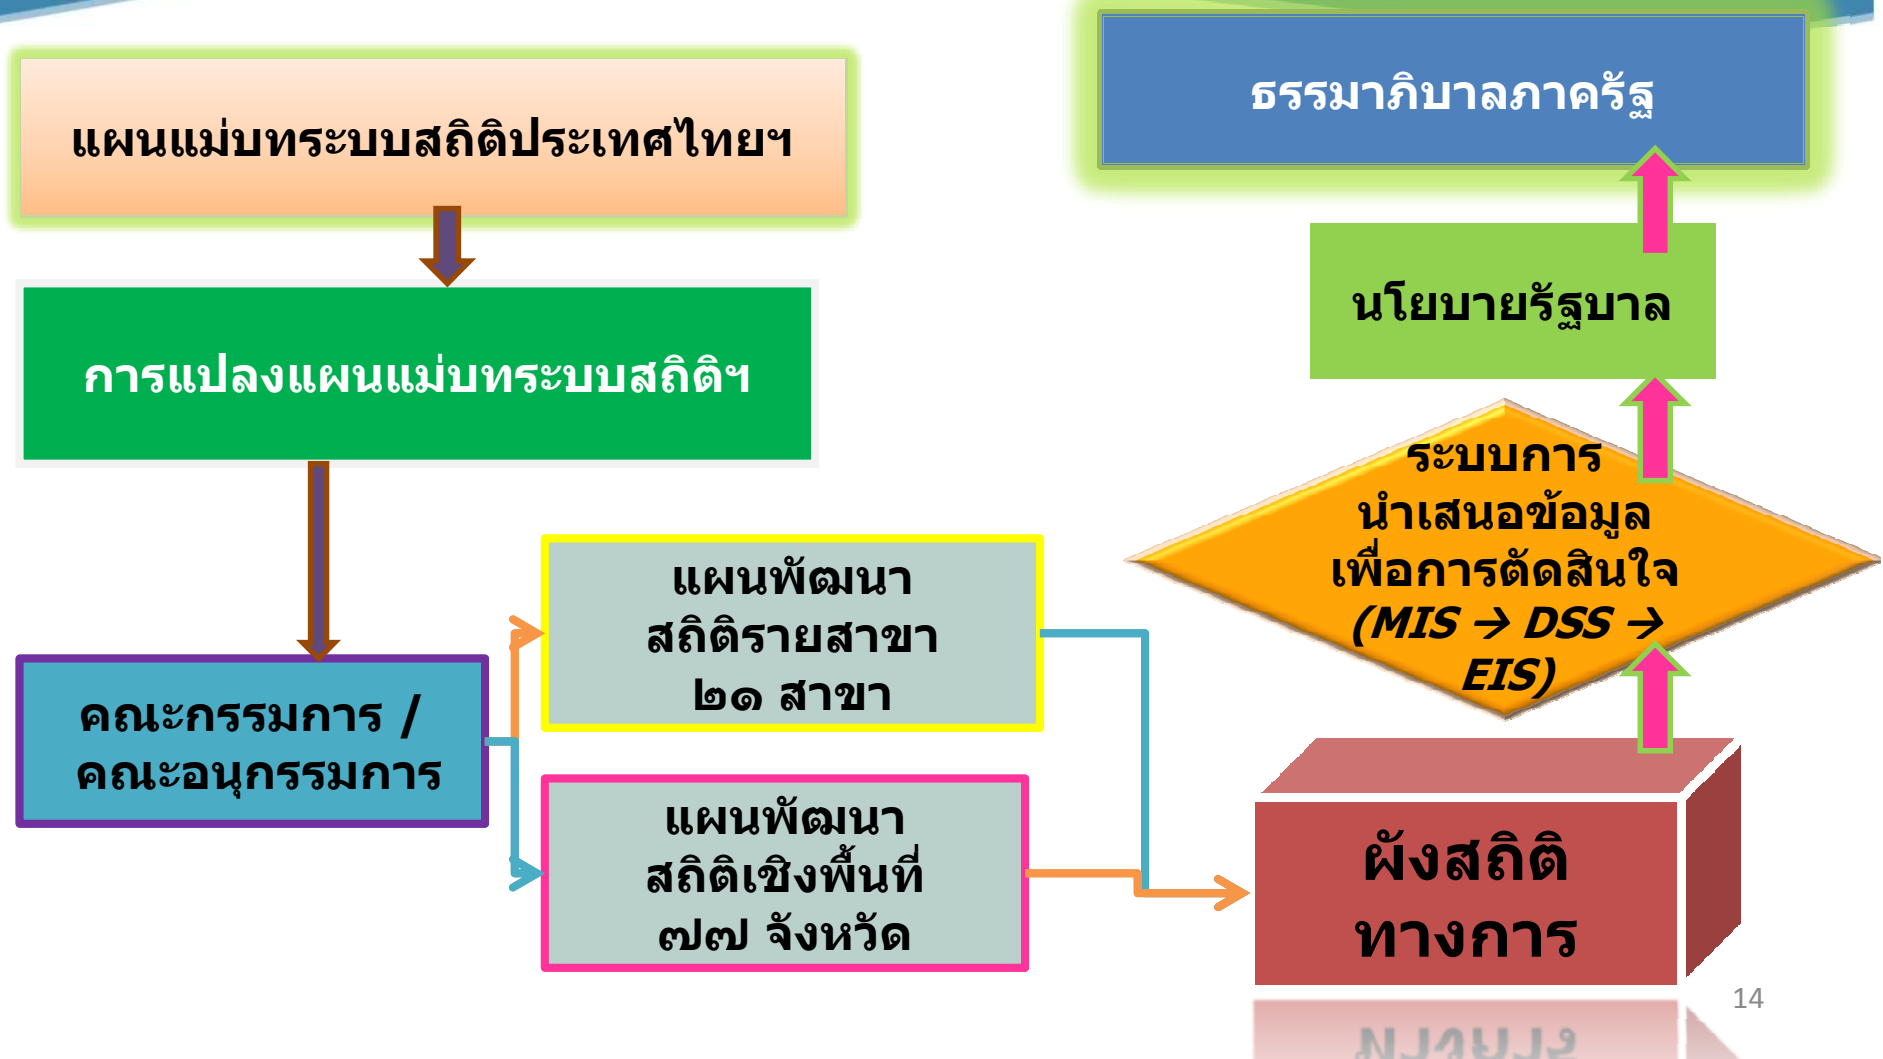 แผนแม่บทระบบสถิติประเทศไทยฯ
การแปลงแผนแม่บทระบบสถิติฯ
คณะกรรมการ /
คณะอนุกรรมการ
แผนพัฒนา
สถิติรายสาขา
๒๑ สาขา
แผนพัฒนา
สถิติเชิงพื้นที่
๗๗ จังหวัด
ธรรมาภิบาลภาครัฐ
นโยบายรัฐบาล
ระบบการ
นำเสนอข้อมูล
เพื่อการตัดสินใจ
(MIS → DSS →
EIS)
ผังสถิติ
ทางการ
14